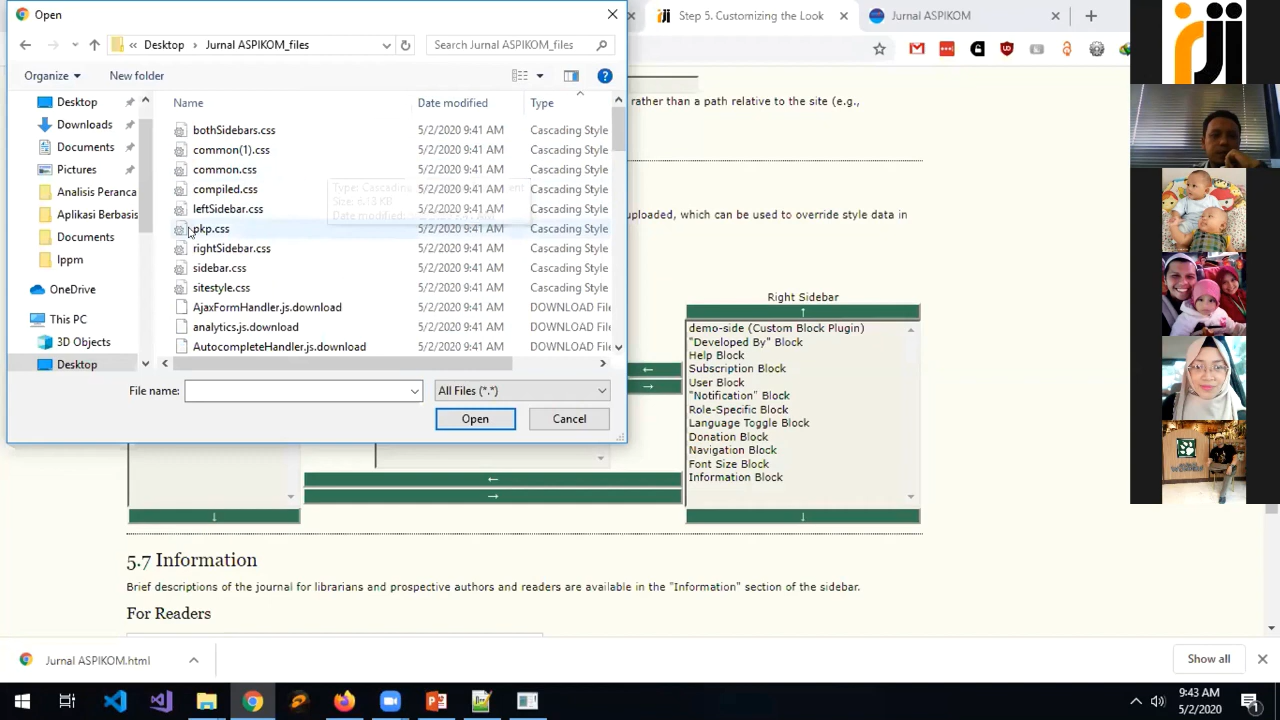 Open
Step 5. Customizing the Look
Jurnal ASPIKOM
Desktop
Jurnal ASPIKOM_files
Search Jurnal ASPIKOM_files
Organize
New folder
Name
Date modified
Type
Desktop
Downloads
Documents
Pictures
Analisis Peranca
Aplikasi Berbasis
Documents
lppm
OneDrive
This PC
3D Objects
Desktop
bothSidebars.css 5/2/2020 9:41 AM Cascading Style
common(1).css 5/2/2020 9:41 AM Cascading Style
common.css 5/2/2020 9:41 AM Cascading Style
compiled.css 5/2/2020 9:41 AM Cascading Style
leftSidebar.css 5/2/2020 9:41 AM Cascading Style
pkp.css 5/2/2020 9:41 AM Cascading Style
rightSidebar.css 5/2/2020 9:41 AM Cascading Style
sidebar.css 5/2/2020 9:41 AM Cascading Style
sitestyle.css 5/2/2020 9:41 AM Cascading Style
AjaxFormHandler.js.download 5/2/2020 9:41 AM DOWNLOAD File
analytics.js.download 5/2/2020 9:41 AM DOWNLOAD File
AutocompleteHandler.js.download 5/2/2020 9:41 AM DOWNLOAD File
File name:
All Files (*.*)
Open
Cancel
rather than a path relative to the site (e.g.,
uploaded, which can be used to override style data in
Right Sidebar
demo-side (Custom Block Plugin)
"Developed By" Block
Help Block
Subscription Block
User Block
"Notification" Block
Role-Specific Block
Language Toggle Block
Donation Block
Navigation Block
Font Size Block
Information Block
5.7 Information
Brief descriptions of the journal for librarians and prospective authors and readers are available in the "Information" section of the sidebar.
For Readers
Jurnal ASPIKOM.html
Show all
9:43 AM
5/2/2020